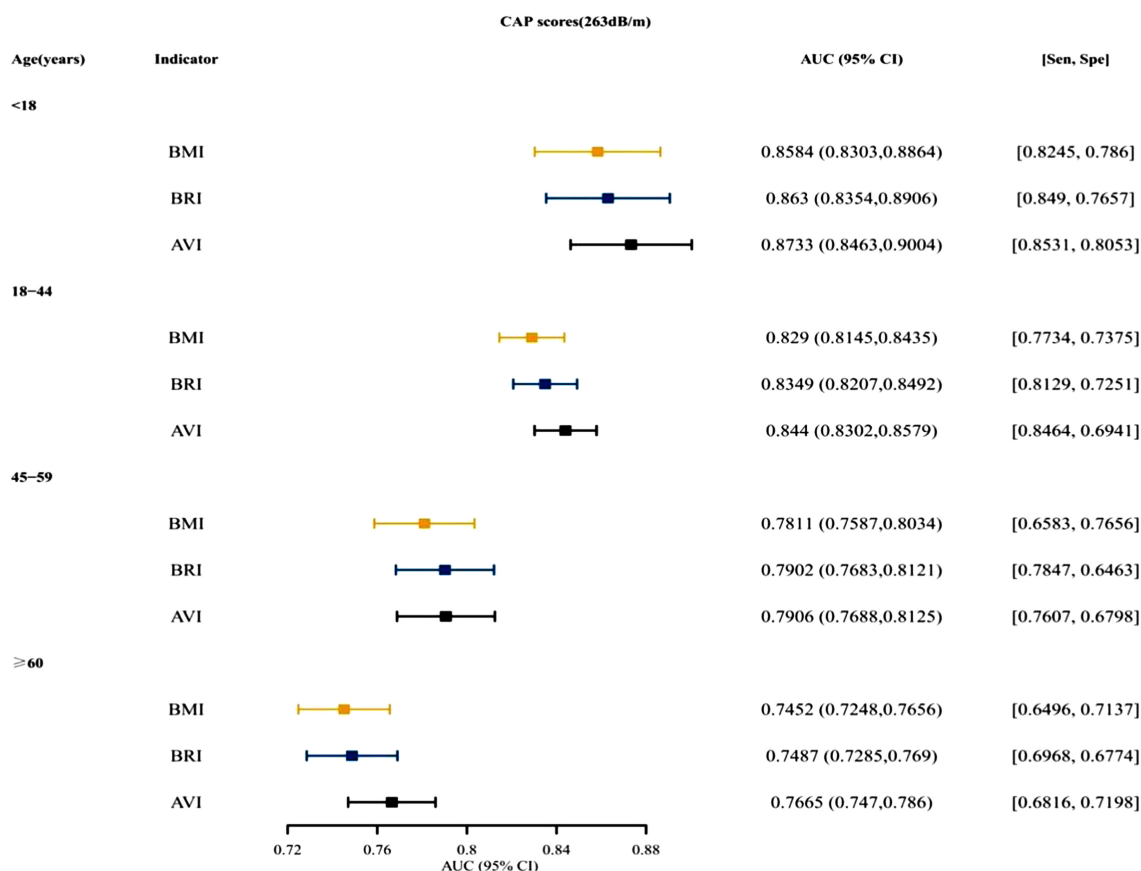 CAP scores(263dB/m)
Age(years) Indicator AUC (95% CI) [Sen, Spe]
<18
BMI 0.8584 (0.8303,0.8864) [0.8245, 0.786]
BRI 0.863 (0.8354,0.8906) [0.849, 0.7657]
AVI 0.8733 (0.8463,0.9004) [0.8531, 0.8053]
18−44
BMI 0.829 (0.8145,0.8435) [0.7734, 0.7375]
BRI 0.8349 (0.8207,0.8492) [0.8129, 0.7251]
AVI 0.844 (0.8302,0.8579) [0.8464, 0.6941]
45−59
BMI 0.7811 (0.7587,0.8034) [0.6583, 0.7656]
BRI 0.7902 (0.7683,0.8121) [0.7847, 0.6463]
AVI 0.7906 (0.7688,0.8125) [0.7607, 0.6798]
≥60
BMI 0.7452 (0.7248,0.7656) [0.6496, 0.7137]
BRI 0.7487 (0.7285,0.769) [0.6968, 0.6774]
AVI 0.7665 (0.747,0.786) [0.6816, 0.7198]
0.72 0.76 0.8 0.84 0.88
AUC (95% CI)